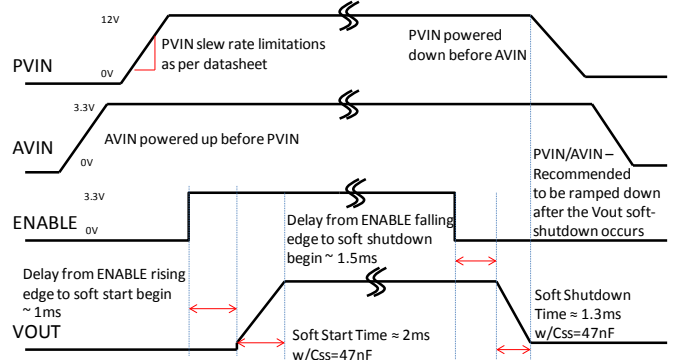 12V
PVIN
0V
PVIN slew rate limitations
as per datasheet
PVIN powered
down before AVIN
3.3V
AVIN
0V
AVIN powered up before PVIN
PVIN/AVIN –
Recommended
to be ramped down
after the Vout soft-
shutdown occurs
3.3V
ENABLE
0V
Delay from ENABLE falling
edge to soft shutdown
begin ~ 1.5ms
Delay from ENABLE rising
edge to soft start begin
~ 1ms
VOUT
Soft Start Time ≈ 2ms
w/Css=47nF
Soft Shutdown
Time ≈ 1.3ms
w/Css=47nF